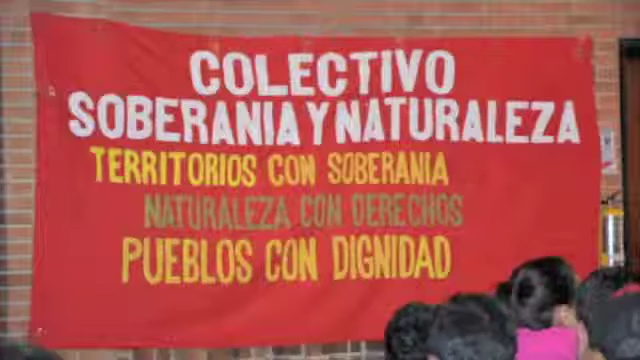 COLECTIVO
SOBERANIA Y NATURALEZA
TERRITORIOS CON SOBERANIA
NATURALEZA CON DERECHOS
PUEBLOS CON DIGNIDAD